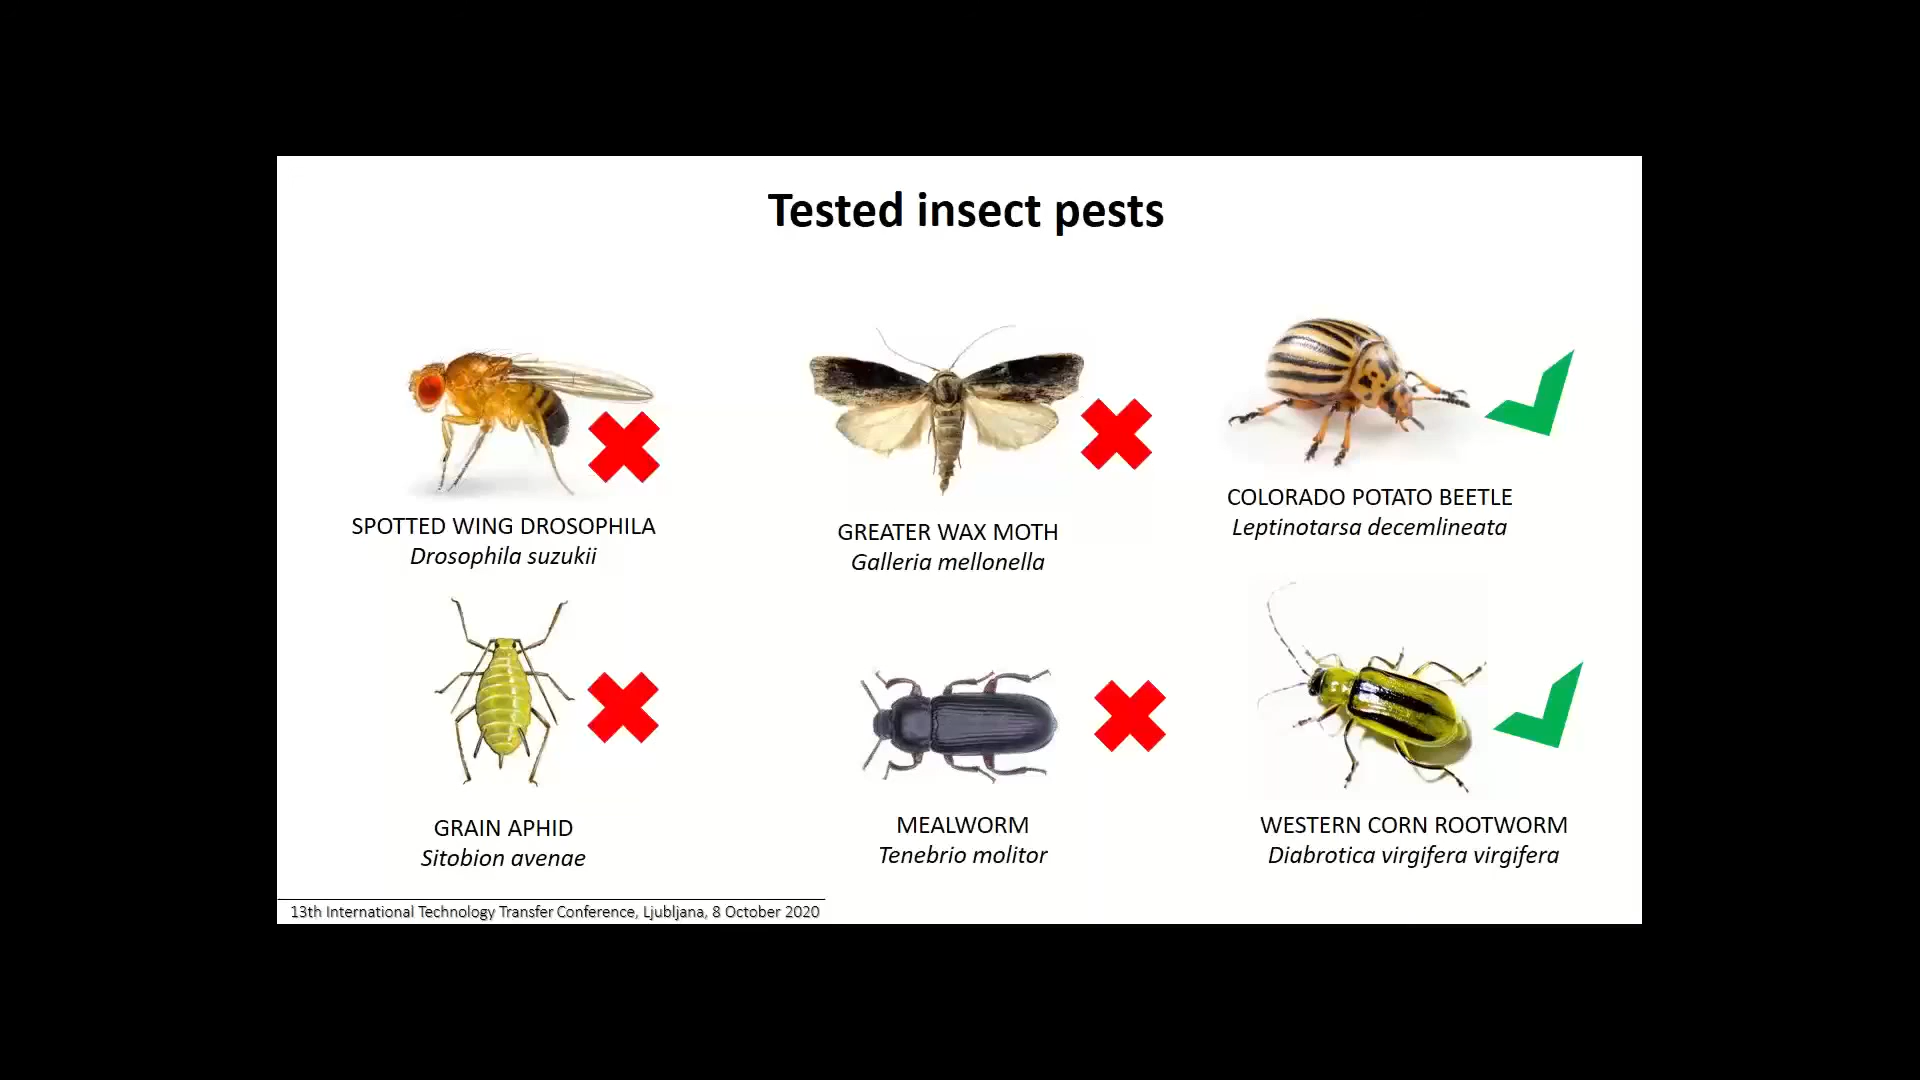 Tested insect pests
SPOTTED WING DROSOPHILA
Drosophila suzukii
GREATER WAX MOTH
Galleria mellonella
COLORADO POTATO BEETLE
Leptinotarsa decemlineata
GRAIN APHID
Sitobion avenae
MEALWORM
Tenebrio molitor
WESTERN CORN ROOTWORM
Diabrotica virgifera virgifera
13th International Technology Transfer Conference, Ljubljana, 8 October 2020